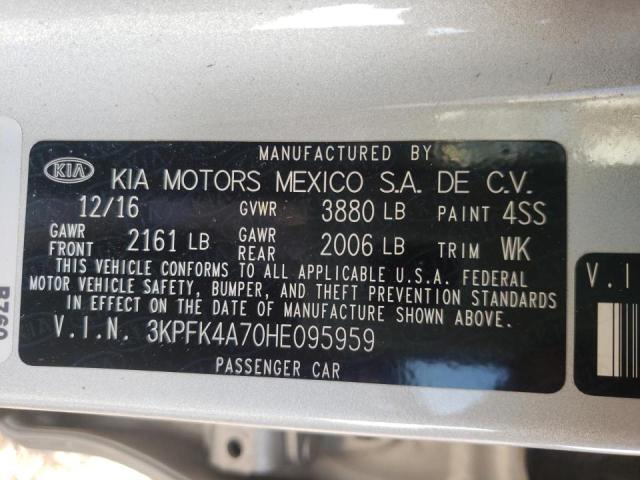 MANUFACTURED BY
KIA KIA MOTORS MEXICO S.A. DE C.V.
12/16 GVWR 3880 LB PAINT 4SS
GAWR FRONT 2161 LB GAWR REAR 2006 LB TRIM WK
THIS VEHICLE CONFORMS TO ALL APPLICABLE U.S.A. FEDERAL
MOTOR VEHICLE SAFETY, BUMPER, AND THEFT PREVENTION STANDARDS
IN EFFECT ON THE DATE OF MANUFACTURE SHOWN ABOVE.
V.I.N. 3KPFK4A70HE095959
PASSENGER CAR
V.I